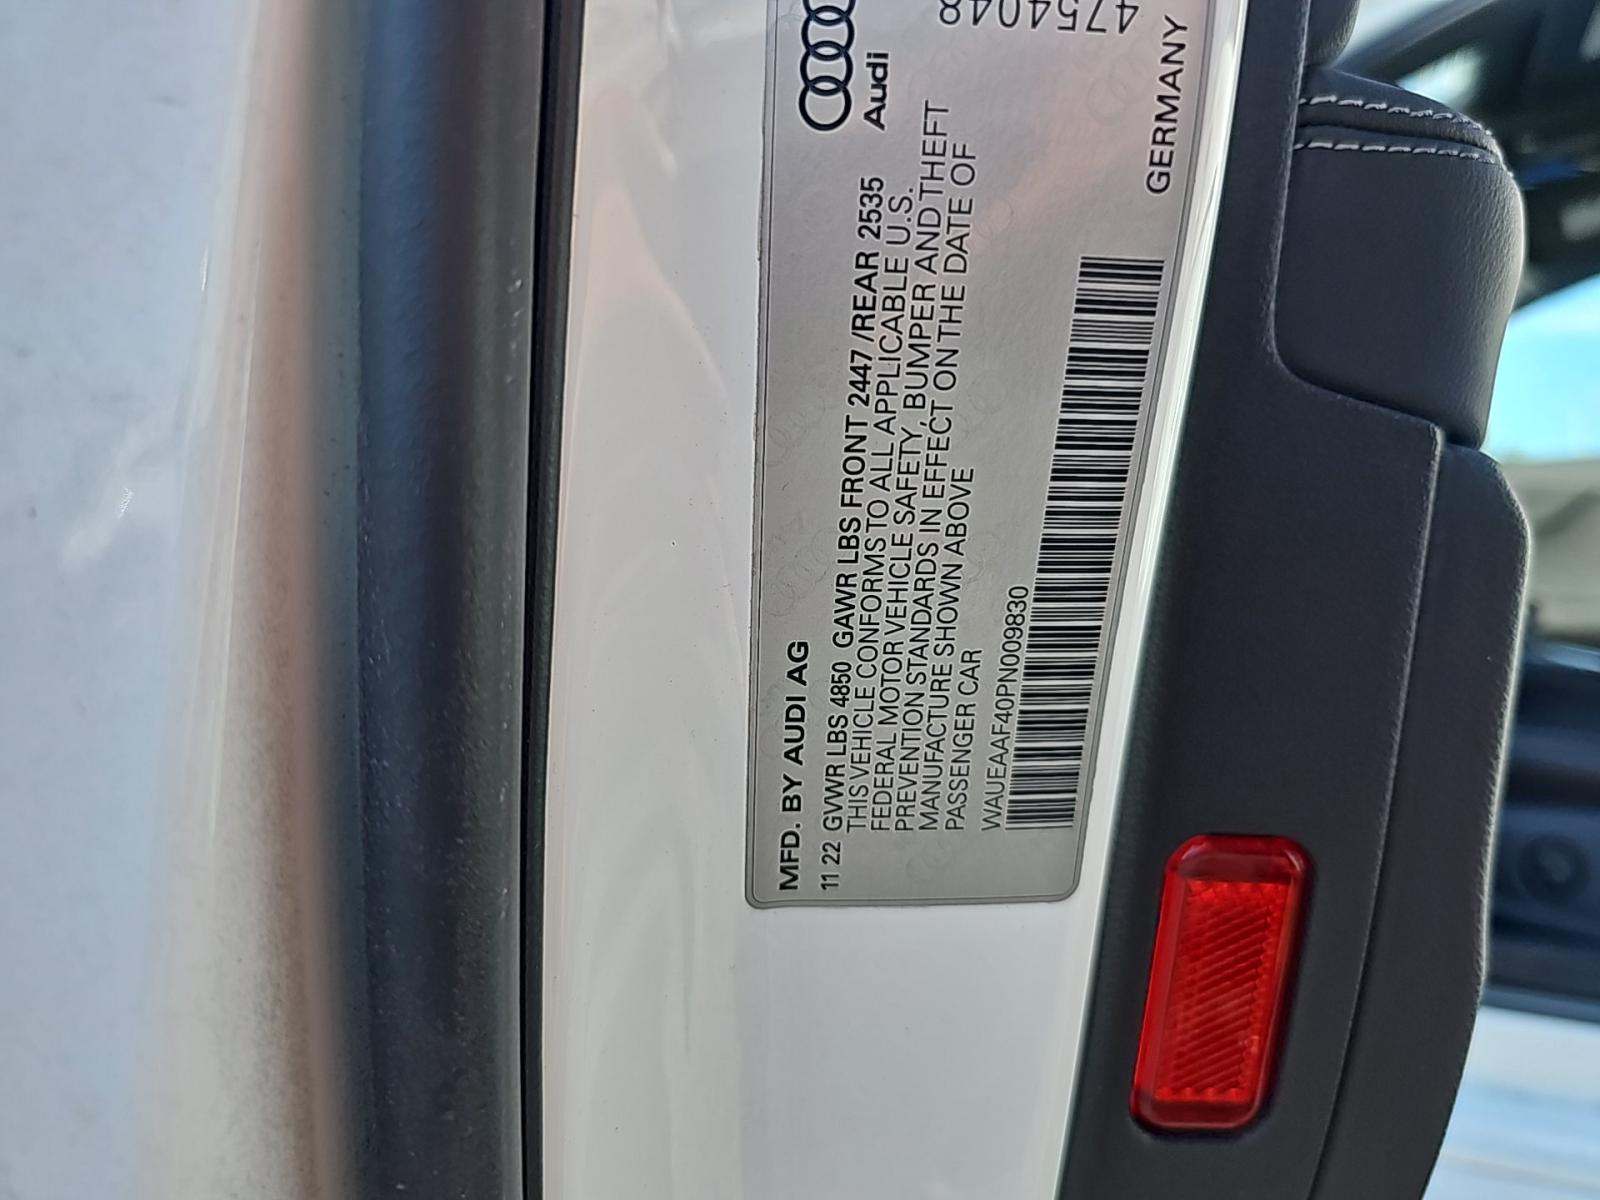 MFD. BY AUDI AG
Audi
11 22 GVWR LBS 4850 GAWR LBS FRONT 2447 /REAR 2535
THIS VEHICLE CONFORMS TO ALL APPLICABLE U.S.
FEDERAL MOTOR VEHICLE SAFETY, BUMPER AND THEFT
PREVENTION STANDARDS IN EFFECT ON THE DATE OF
MANUFACTURE SHOWN ABOVE
PASSENGER CAR
WAUEAAF40PN009830
GERMANY
4754048